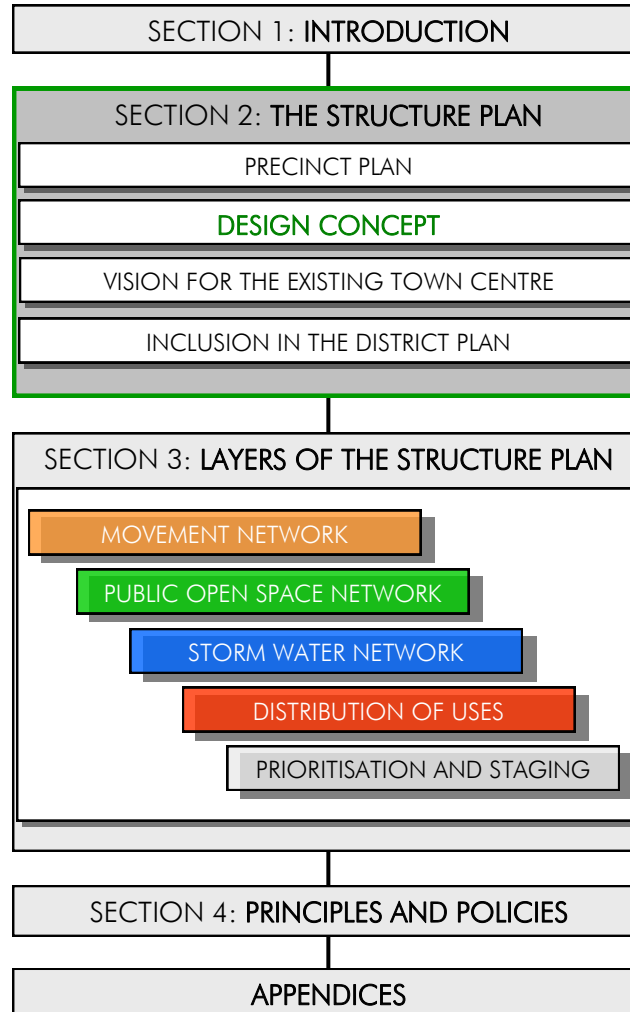 SECTION 1: INTRODUCTION
SECTION 2: THE STRUCTURE PLAN
PRECINCT PLAN
DESIGN CONCEPT
VISION FOR THE EXISTING TOWN CENTRE
INCLUSION IN THE DISTRICT PLAN
SECTION 3: LAYERS OF THE STRUCTURE PLAN
MOVEMENT NETWORK
PUBLIC OPEN SPACE NETWORK
STORM WATER NETWORK
DISTRIBUTION OF USES
PRIORITISATION AND STAGING
SECTION 4: PRINCIPLES AND POLICIES
APPENDICES